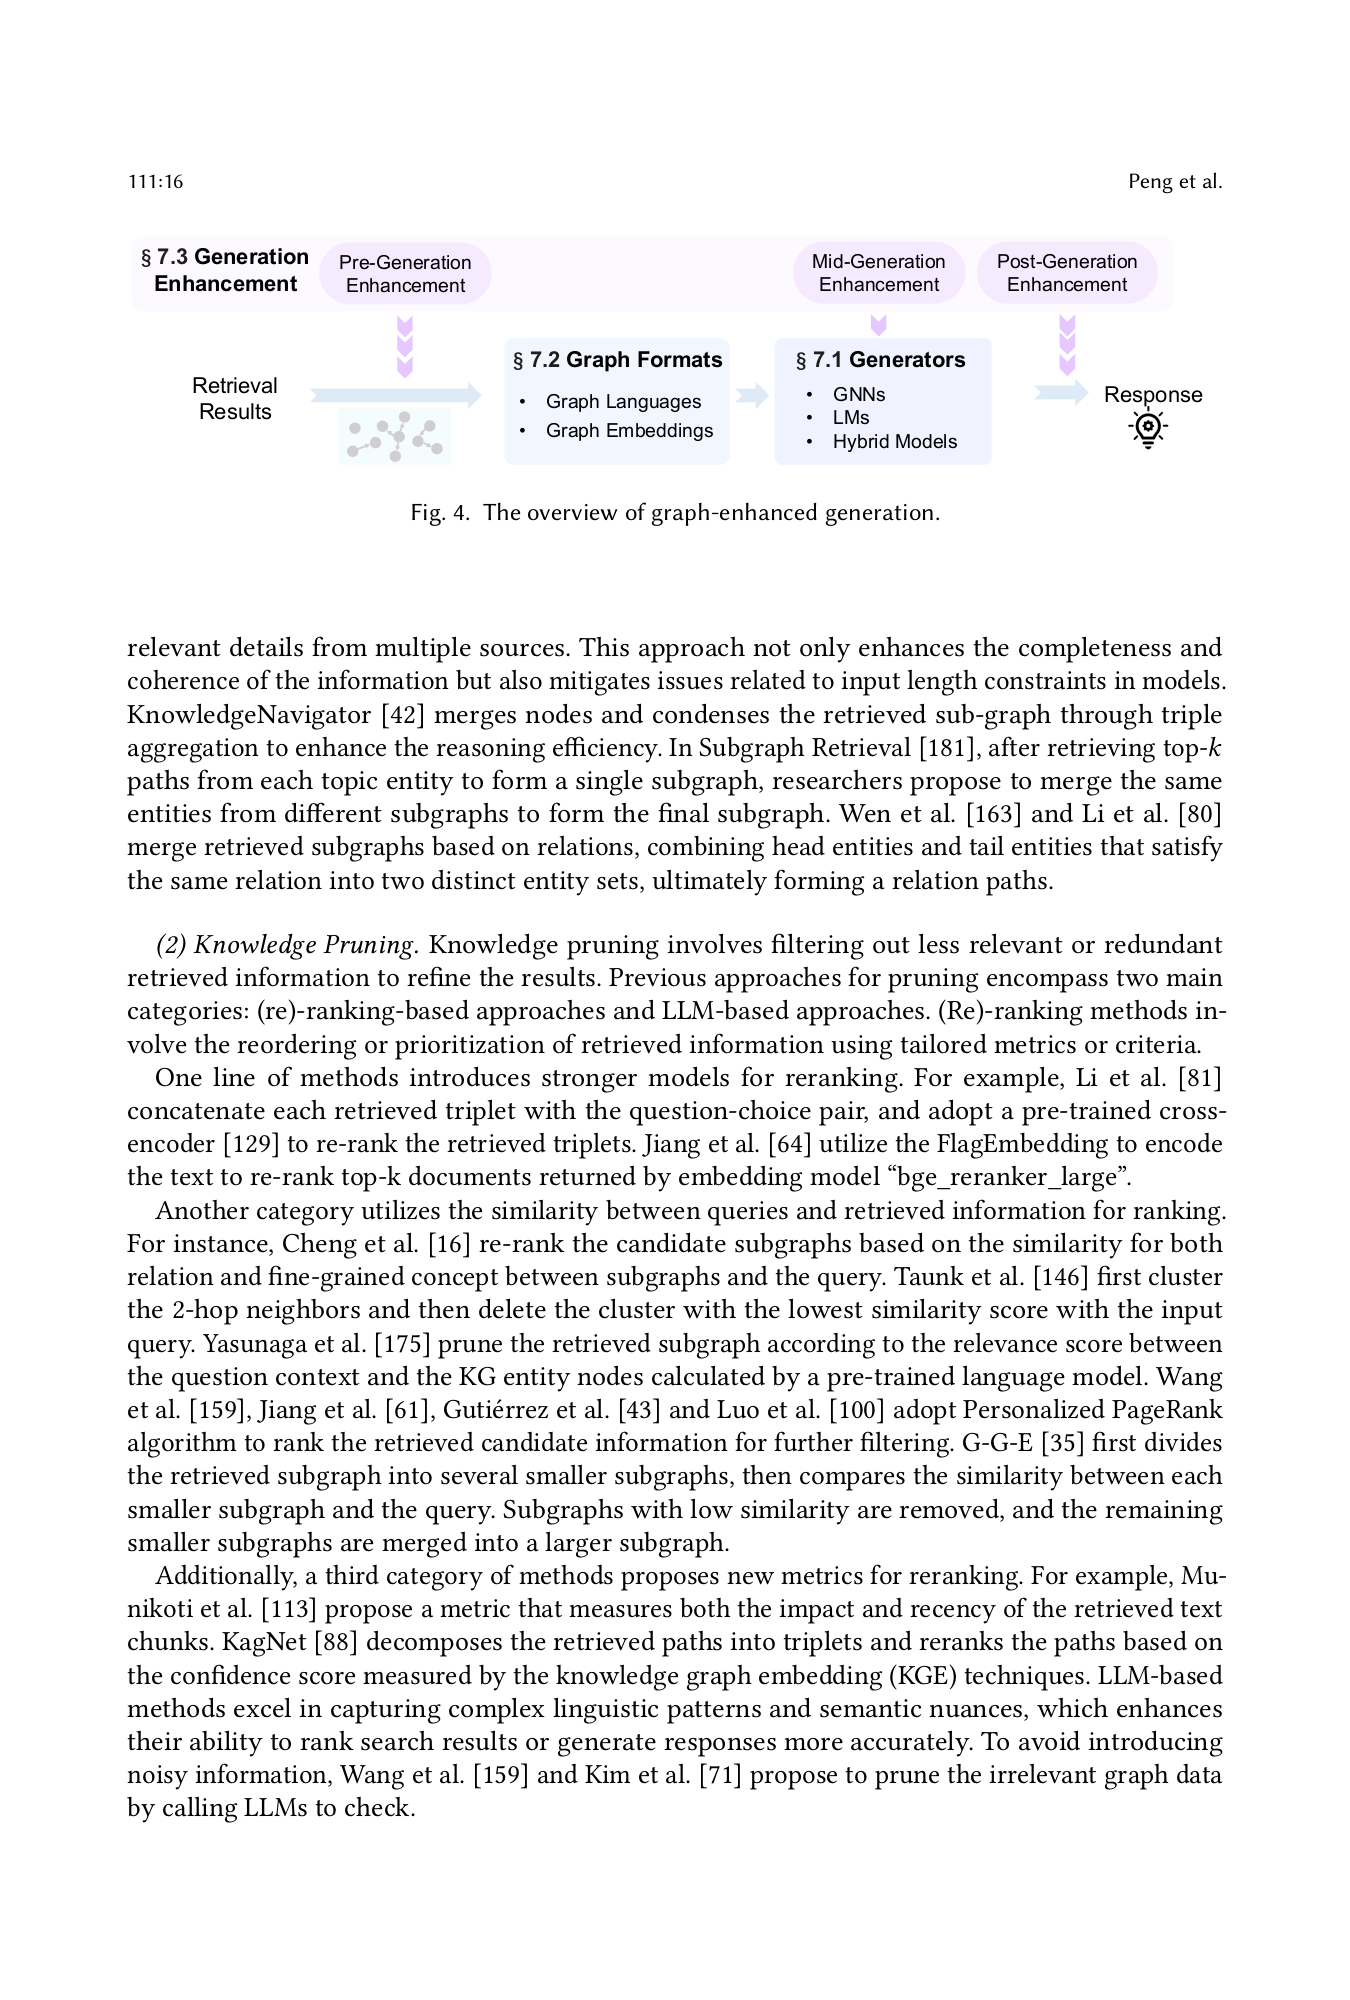 111:16
Peng et al.
§ 7.3 Generation
Enhancement
Pre-Generation
Enhancement
Mid-Generation
Enhancement
Post-Generation
Enhancement
Retrieval
Results
§ 7.2 Graph Formats
• Graph Languages
• Graph Embeddings
§ 7.1 Generators
• GNNs
• LMs
• Hybrid Models
Response
Fig. 4. The overview of graph-enhanced generation.
relevant details from multiple sources. This approach not only enhances the completeness and
coherence of the information but also mitigates issues related to input length constraints in models.
KnowledgeNavigator [42] merges nodes and condenses the retrieved sub-graph through triple
aggregation to enhance the reasoning efficiency. In Subgraph Retrieval [181], after retrieving top-k
paths from each topic entity to form a single subgraph, researchers propose to merge the same
entities from different subgraphs to form the final subgraph. Wen et al. [163] and Li et al. [80]
merge retrieved subgraphs based on relations, combining head entities and tail entities that satisfy
the same relation into two distinct entity sets, ultimately forming a relation paths.
(2) Knowledge Pruning. Knowledge pruning involves filtering out less relevant or redundant
retrieved information to refine the results. Previous approaches for pruning encompass two main
categories: (re)-ranking-based approaches and LLM-based approaches. (Re)-ranking methods in-
volve the reordering or prioritization of retrieved information using tailored metrics or criteria.
One line of methods introduces stronger models for reranking. For example, Li et al. [81]
concatenate each retrieved triplet with the question-choice pair, and adopt a pre-trained cross-
encoder [129] to re-rank the retrieved triplets. Jiang et al. [64] utilize the FlagEmbedding to encode
the text to re-rank top-k documents returned by embedding model “bge_reranker_large”.
Another category utilizes the similarity between queries and retrieved information for ranking.
For instance, Cheng et al. [16] re-rank the candidate subgraphs based on the similarity for both
relation and fine-grained concept between subgraphs and the query. Taunk et al. [146] first cluster
the 2-hop neighbors and then delete the cluster with the lowest similarity score with the input
query. Yasunaga et al. [175] prune the retrieved subgraph according to the relevance score between
the question context and the KG entity nodes calculated by a pre-trained language model. Wang
et al. [159], Jiang et al. [61], Gutiérrez et al. [43] and Luo et al. [100] adopt Personalized PageRank
algorithm to rank the retrieved candidate information for further filtering. G-G-E [35] first divides
the retrieved subgraph into several smaller subgraphs, then compares the similarity between each
smaller subgraph and the query. Subgraphs with low similarity are removed, and the remaining
smaller subgraphs are merged into a larger subgraph.
Additionally, a third category of methods proposes new metrics for reranking. For example, Mu-
nikoti et al. [113] propose a metric that measures both the impact and recency of the retrieved text
chunks. KagNet [88] decomposes the retrieved paths into triplets and reranks the paths based on
the confidence score measured by the knowledge graph embedding (KGE) techniques. LLM-based
methods excel in capturing complex linguistic patterns and semantic nuances, which enhances
their ability to rank search results or generate responses more accurately. To avoid introducing
noisy information, Wang et al. [159] and Kim et al. [71] propose to prune the irrelevant graph data
by calling LLMs to check.